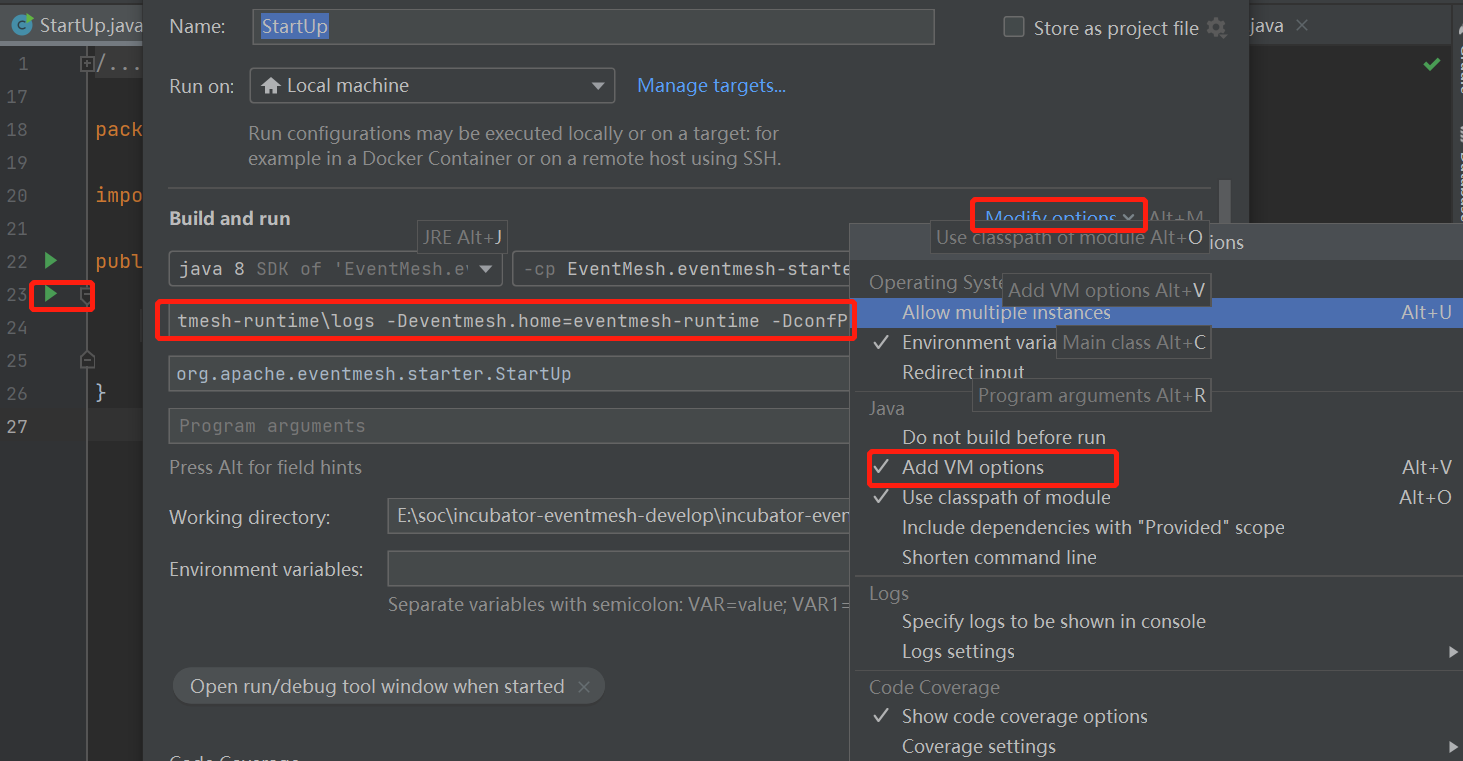 StartUp.java
Name:
StartUp
Store as project file
java
1
/...
17
Run on:
Local machine
Manage targets...
18
pack
Run configurations may be executed locally or on a target: for
19
example in a Docker Container or on a remote host using SSH.
20
impo
21
Build and run
Modify options
Alt+M
JRE Alt+J
Use classpath of module Alt+O
ions
22
publ
java 8 SDK of 'EventMesh.ev
-cp EventMesh.eventmesh-starte
Operating Syste
Add VM options Alt+V
23
Allow multiple instances
Alt+U
24
tmesh-runtime\logs -Deventmesh.home=eventmesh-runtime -DconfP
Environment varia
Main class Alt+C
25
org.apache.eventmesh.starter.StartUp
Redirect input
26
}
Program arguments Alt+R
Java
27
Program arguments
Do not build before run
Press Alt for field hints
Add VM options
Alt+V
Use classpath of module
Alt+O
Working directory:
E:\soc\incubator-eventmesh-develop\incubator-even
Include dependencies with "Provided" scope
Shorten command line
Environment variables:
Logs
Separate variables with semicolon: VAR=value; VAR1=
Specify logs to be shown in console
Logs settings
Open run/debug tool window when started
Code Coverage
Show code coverage options
Coverage settings
Code Coverage